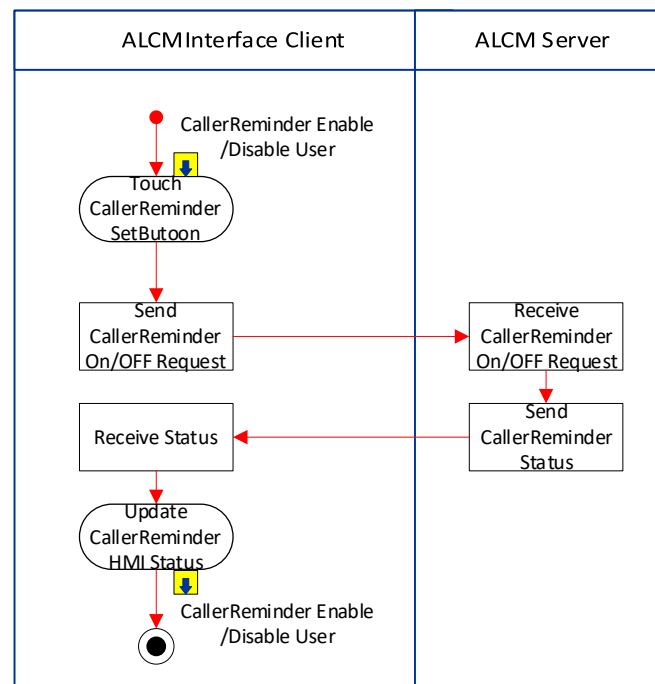 ALCMInterface Client
ALCM Server
CallerReminder Enable
/Disable User
Touch
CallerReminder
SetButoon
Send
CallerReminder
On/OFF Request
Receive
CallerReminder
On/OFF Request
Receive Status
Send
CallerReminder
Status
Update
CallerReminder
HMI Status
CallerReminder Enable
/Disable User